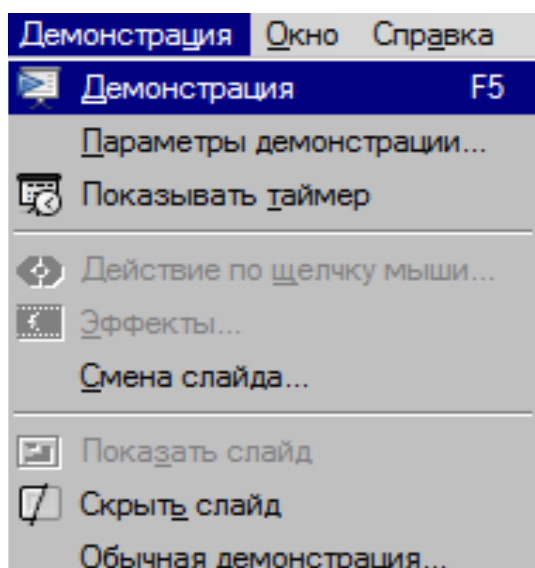 Демонстрация Окно Справка
Демонстрация F5
Параметры демонстрации...
Показывать таймер
Действие по щелчку мыши...
Эффекты...
Смена слайда...
Показать слайд
Скрыть слайд
Обычная демонстрация...